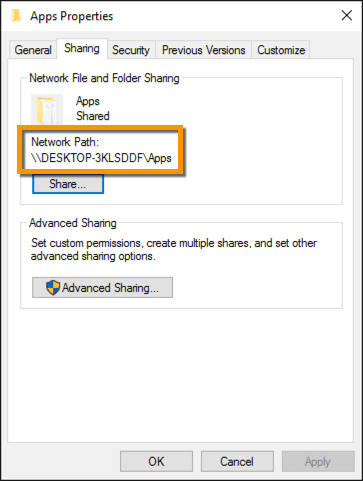 Apps Properties
General Sharing Security Previous Versions Customize
Network File and Folder Sharing
Apps
Shared
Network Path:
\\DESKTOP-3KLSDDF\Apps
Share...
Advanced Sharing
Set custom permissions, create multiple shares, and set other
advanced sharing options.
Advanced Sharing...
OK Cancel Apply